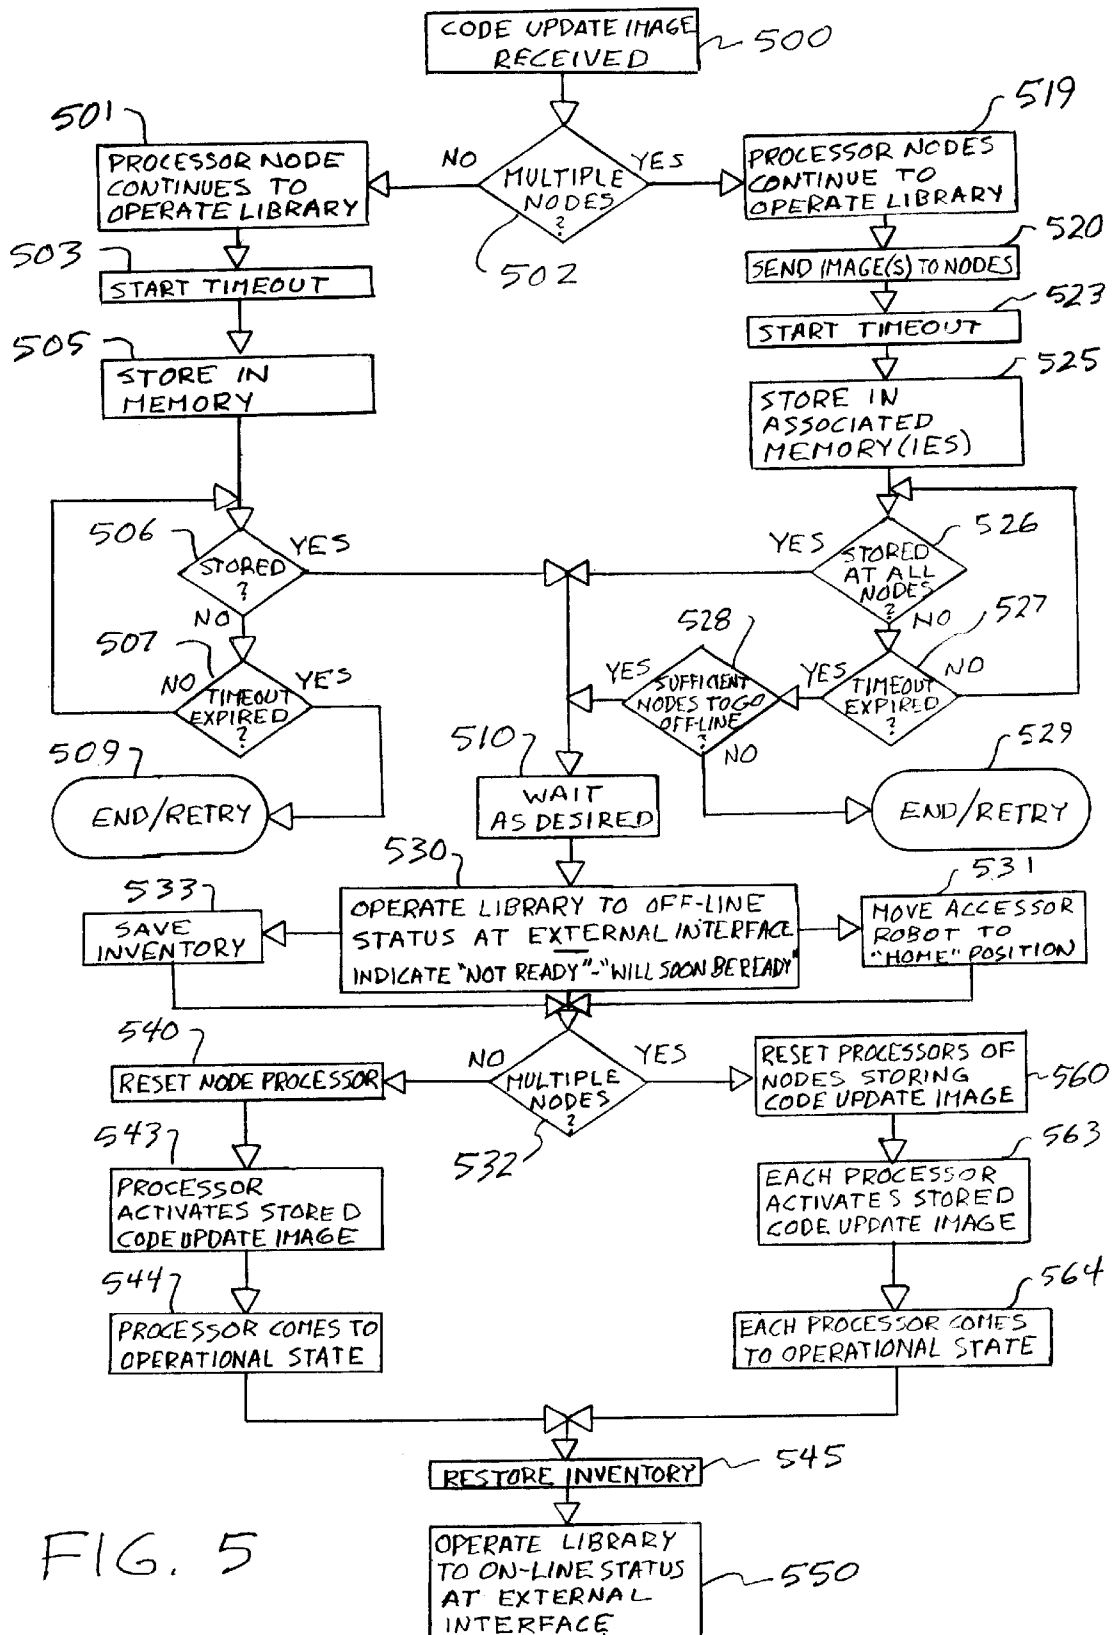 CODE UPDATE IMAGE
RECEIVED
500
501
519
PROCESSOR NODE
CONTINUES TO
OPERATE LIBRARY
NO
MULTIPLE
NODES
?
YES
502
PROCESSOR NODES
CONTINUE TO
OPERATE LIBRARY
503
START TIMEOUT
520
SEND IMAGE(S) TO NODES
523
START TIMEOUT
505
STORE IN
MEMORY
525
STORE IN
ASSOCIATED
MEMORY(IES)
506
STORED
?
YES
NO
526
YES
STORED
AT ALL
NODES
?
NO
507
NO
TIMEOUT
EXPIRED
?
YES
528
YES
SUFFICIENT
NODES TO GO
OFF-LINE
?
NO
527
YES
TIMEOUT
EXPIRED
?
NO
509
END/RETRY
510
WAIT
AS DESIRED
529
END/RETRY
533
SAVE
INVENTORY
530
OPERATE LIBRARY TO OFF-LINE
STATUS AT EXTERNAL INTERFACE
INDICATE "NOT READY"-"WILL SOON BE READY"
531
MOVE ACCESSOR
ROBOT TO
"HOME" POSITION
540
RESET NODE PROCESSOR
NO
MULTIPLE
NODES
?
YES
532
RESET PROCESSORS OF
NODES STORING
CODE UPDATE IMAGE
560
543
PROCESSOR
ACTIVATES STORED
CODE UPDATE IMAGE
563
EACH PROCESSOR
ACTIVATES STORED
CODE UPDATE IMAGE
544
PROCESSOR COMES TO
OPERATIONAL STATE
564
EACH PROCESSOR COMES
TO OPERATIONAL STATE
RESTORE INVENTORY
545
OPERATE LIBRARY
TO ON-LINE STATUS
AT EXTERNAL
INTERFACE
550
FIG. 5